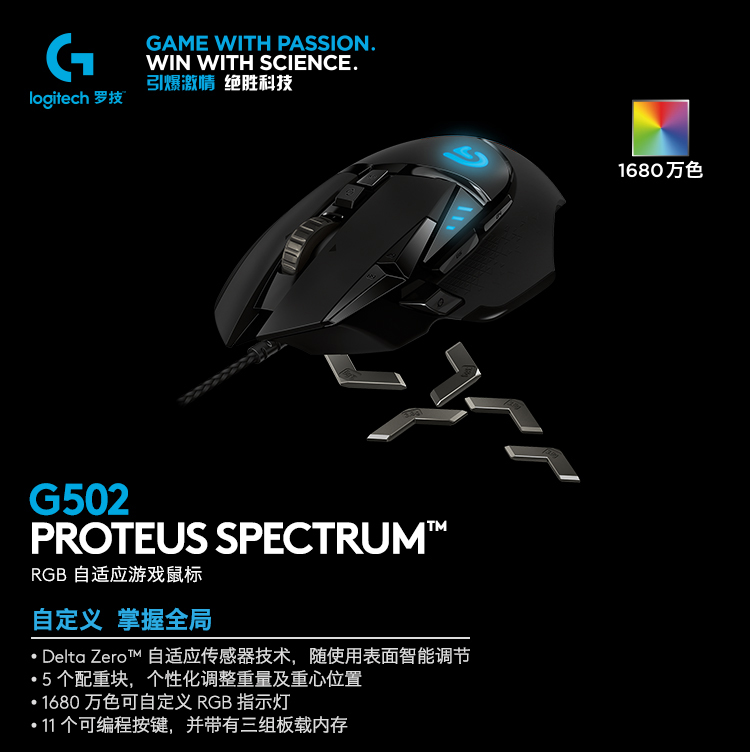 GAME WITH PASSION.
WIN WITH SCIENCE.
引爆激情 绝胜科技
logitech 罗技
1680万色
G502
PROTEUS SPECTRUM™
RGB 自适应游戏鼠标
自定义 掌握全局
• Delta Zero™ 自适应传感器技术，随使用表面智能调节
• 5 个配重块，个性化调整重量及重心位置
• 1680 万色可自定义 RGB 指示灯
• 11 个可编程按键，并带有三组板载内存